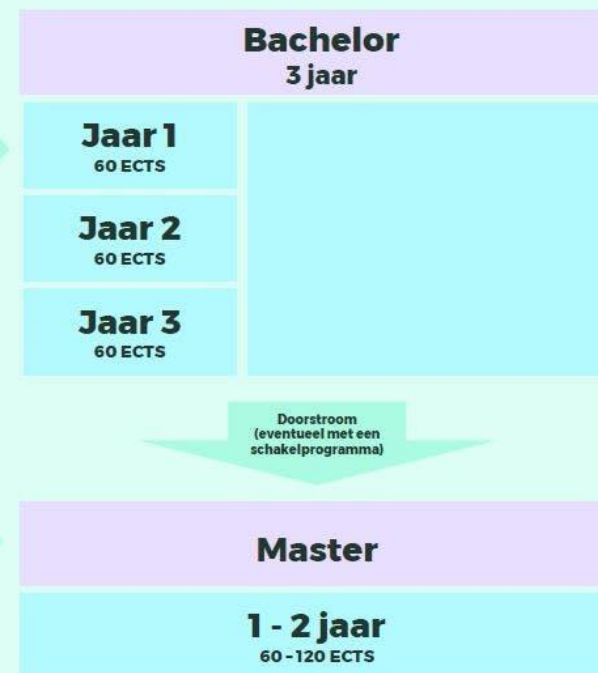 Bachelor
3 jaar
Jaar 1
60 ECTS
Jaar 2
60 ECTS
Jaar 3
60 ECTS
Doorstroom
(eventueel met een
schakelprogramma)
Master
1 - 2 jaar
60 - 120 ECTS